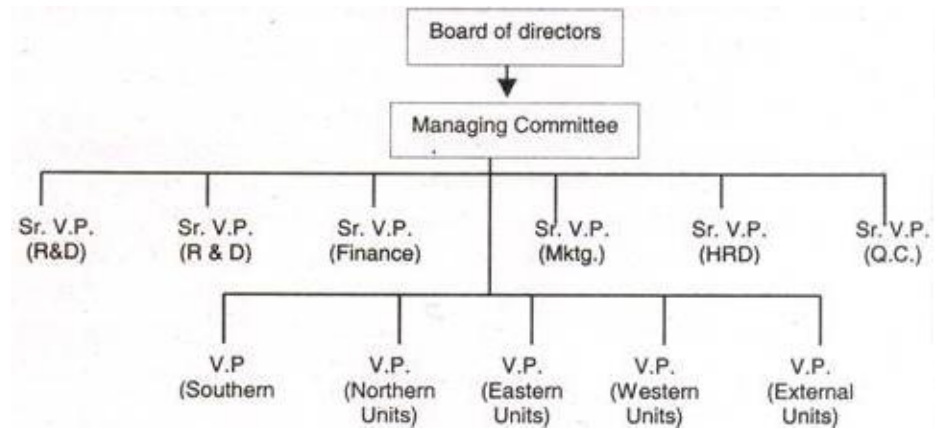 Board of directors
Managing Committee
Sr. V.P.
(R&D)
Sr. V.P.
(R & D)
Sr. V.P.
(Finance)
Sr. V.P.
(Mktg.)
Sr. V.P.
(HRD)
Sr. V.P.
(Q.C.)
V.P
(Southern
V.P.
(Northern
Units)
V.P.
(Eastern
Units)
V.P.
(Western
Units)
V.P.
(External
Units)